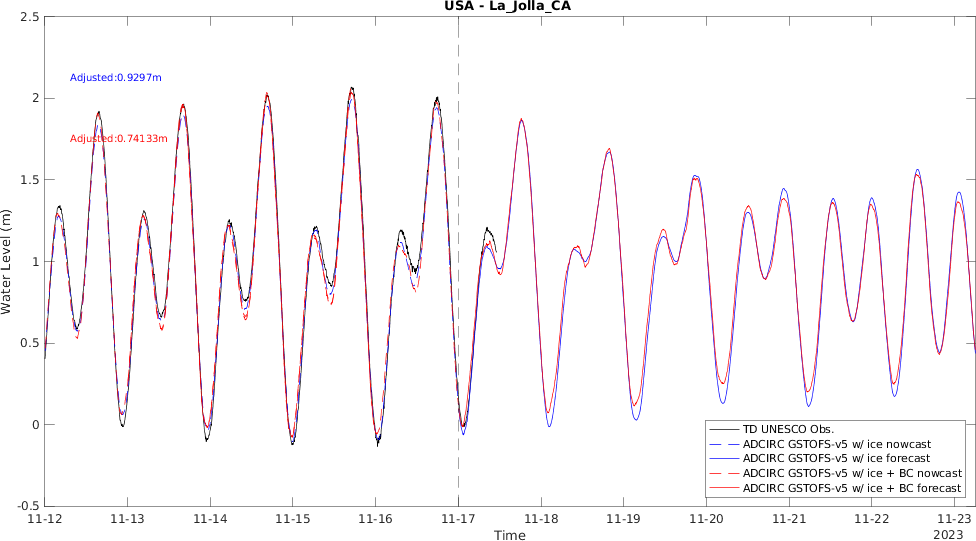 USA - La_Jolla_CA
2.5
2
1.5
1
0.5
0
-0.5
Water Level (m)
Adjusted:0.9297m
Adjusted:0.74133m
TD UNESCO Obs.
ADCIRC GSTOFS-v5 w/ ice nowcast
ADCIRC GSTOFS-v5 w/ ice forecast
ADCIRC GSTOFS-v5 w/ ice + BC nowcast
ADCIRC GSTOFS-v5 w/ ice + BC forecast
11-12 11-13 11-14 11-15 11-16 11-17 11-18 11-19 11-20 11-21 11-22 11-23
Time
2023